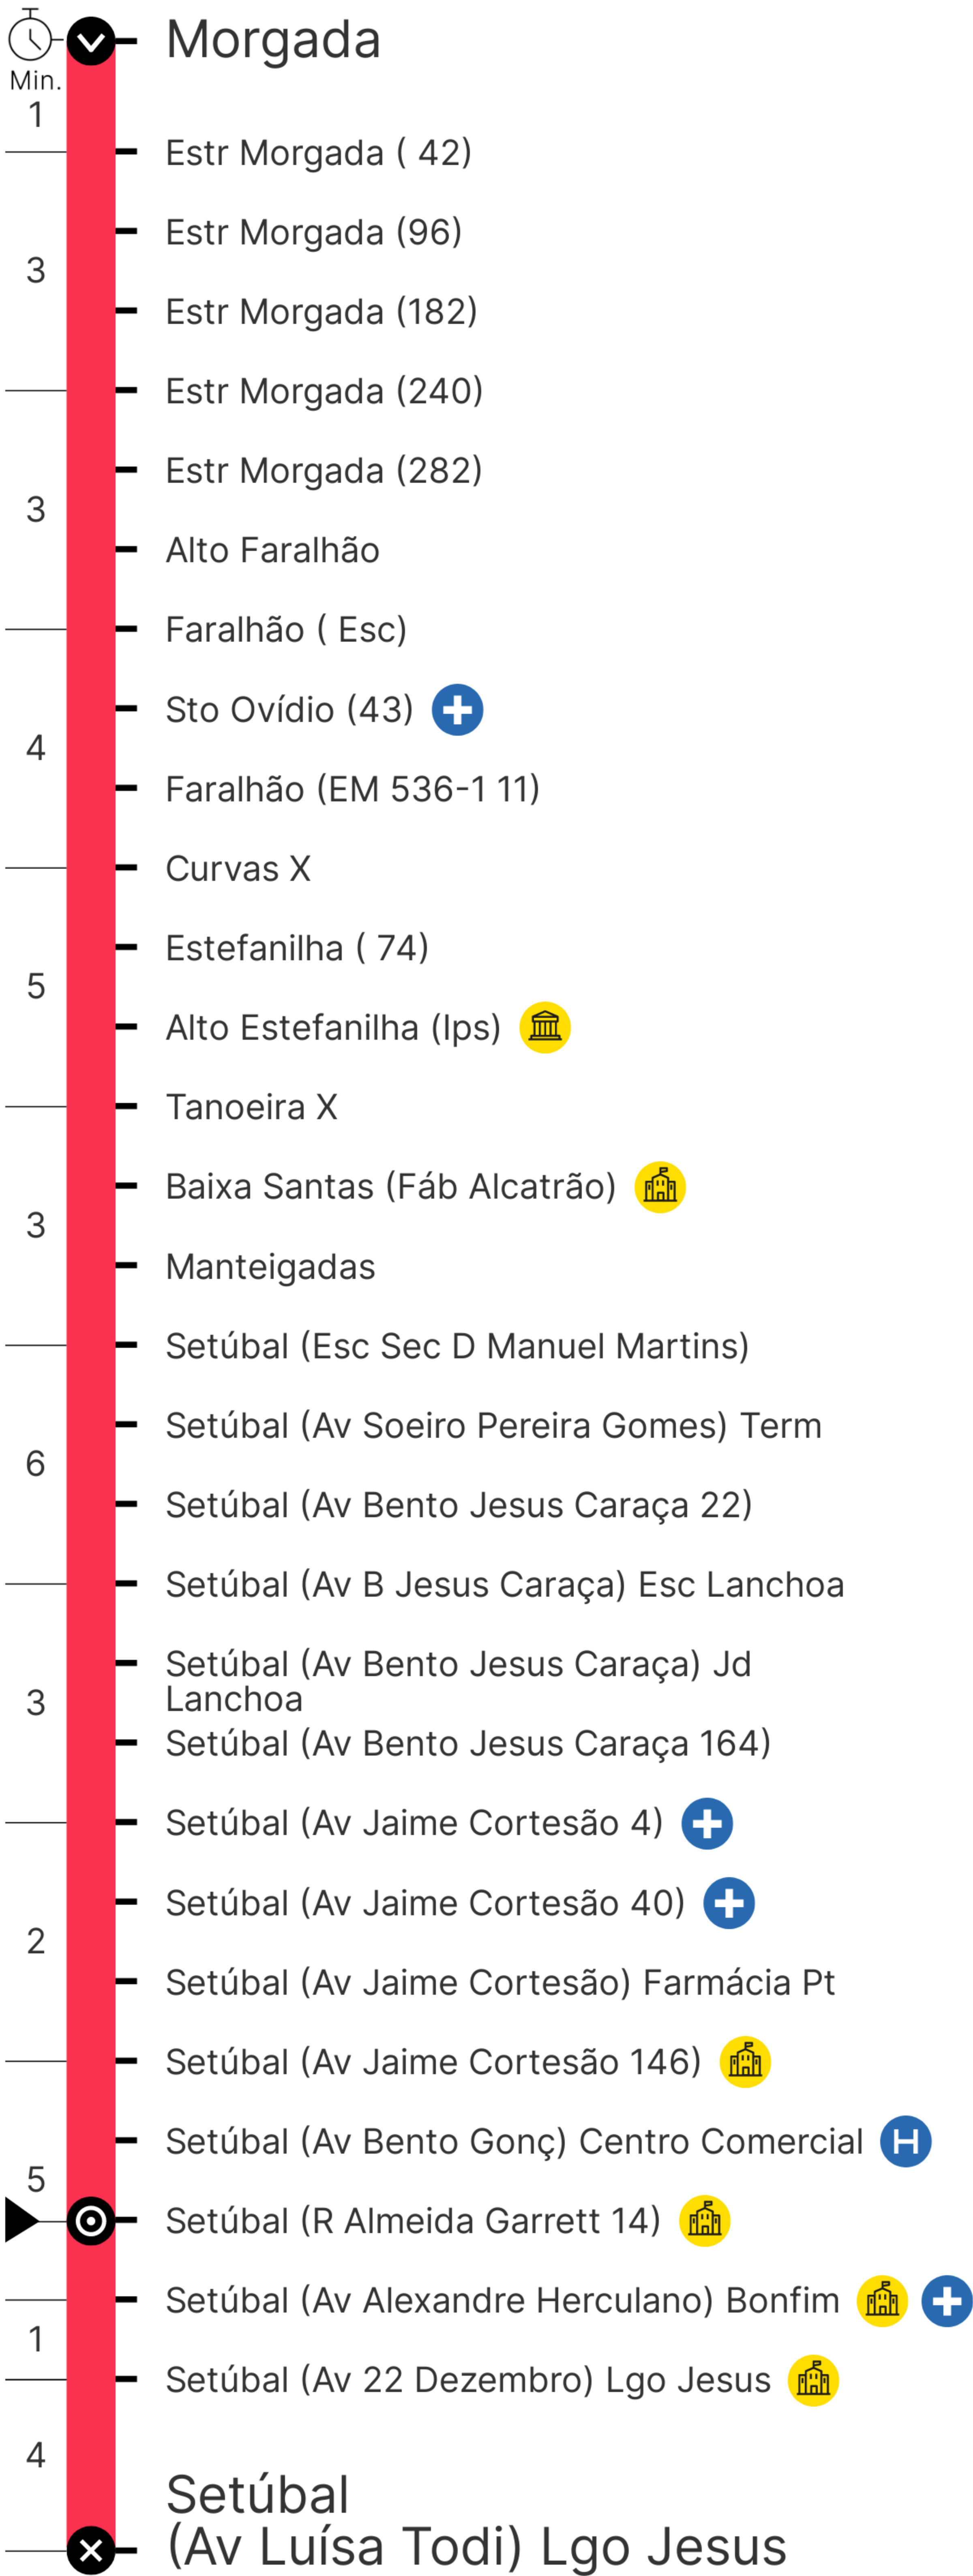 Morgada
Min.
1
Estr Morgada ( 42)
Estr Morgada (96)
3
Estr Morgada (182)
Estr Morgada (240)
Estr Morgada (282)
3
Alto Faralhão
Faralhão ( Esc)
Sto Ovídio (43)
4
Faralhão (EM 536-1 11)
Curvas X
Estefanilha ( 74)
5
Alto Estefanilha (Ips)
Tanoeira X
Baixa Santas (Fáb Alcatrão)
3
Manteigadas
Setúbal (Esc Sec D Manuel Martins)
Setúbal (Av Soeiro Pereira Gomes) Term
6
Setúbal (Av Bento Jesus Caraça 22)
Setúbal (Av B Jesus Caraça) Esc Lanchoa
Setúbal (Av Bento Jesus Caraça) Jd
Lanchoa
3
Setúbal (Av Bento Jesus Caraça 164)
Setúbal (Av Jaime Cortesão 4)
Setúbal (Av Jaime Cortesão 40)
2
Setúbal (Av Jaime Cortesão) Farmácia Pt
Setúbal (Av Jaime Cortesão 146)
Setúbal (Av Bento Gonç) Centro Comercial H
5
Setúbal (R Almeida Garrett 14)
Setúbal (Av Alexandre Herculano) Bonfim
1
Setúbal (Av 22 Dezembro) Lgo Jesus
4
Setúbal
(Av Luísa Todi) Lgo Jesus